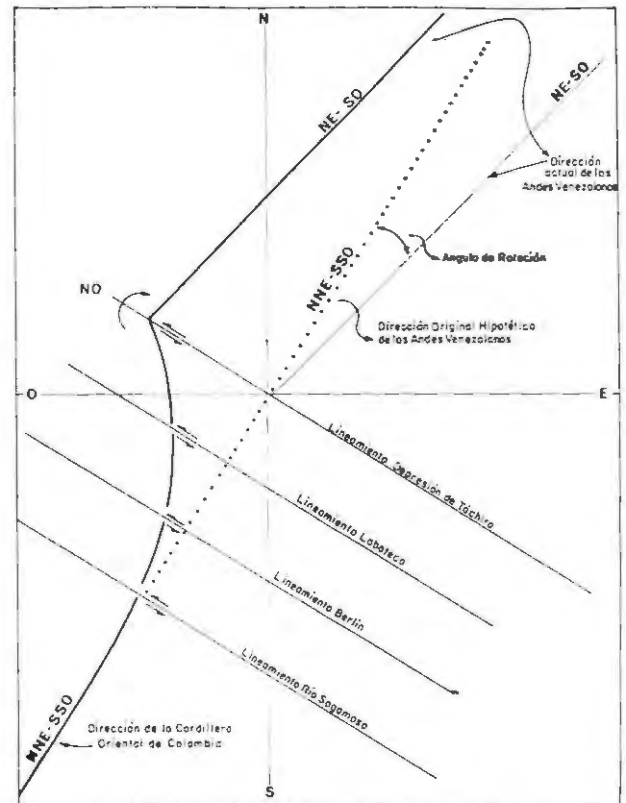 N
NE-SO
NE-SO
Dirección
actual de los
Andes Venezolanos
Angulo de Rotación
NNE-SSO
NO
Dirección Original Hipotética
de los Andes Venezolanos
O
E
Lineamiento Depresión de Táchira
Lineamiento Labateca
Lineamiento Berlín
Lineamiento Río Sogamoso
NNE-SSO
Dirección de la Cordillera
Oriental de Colombia
S